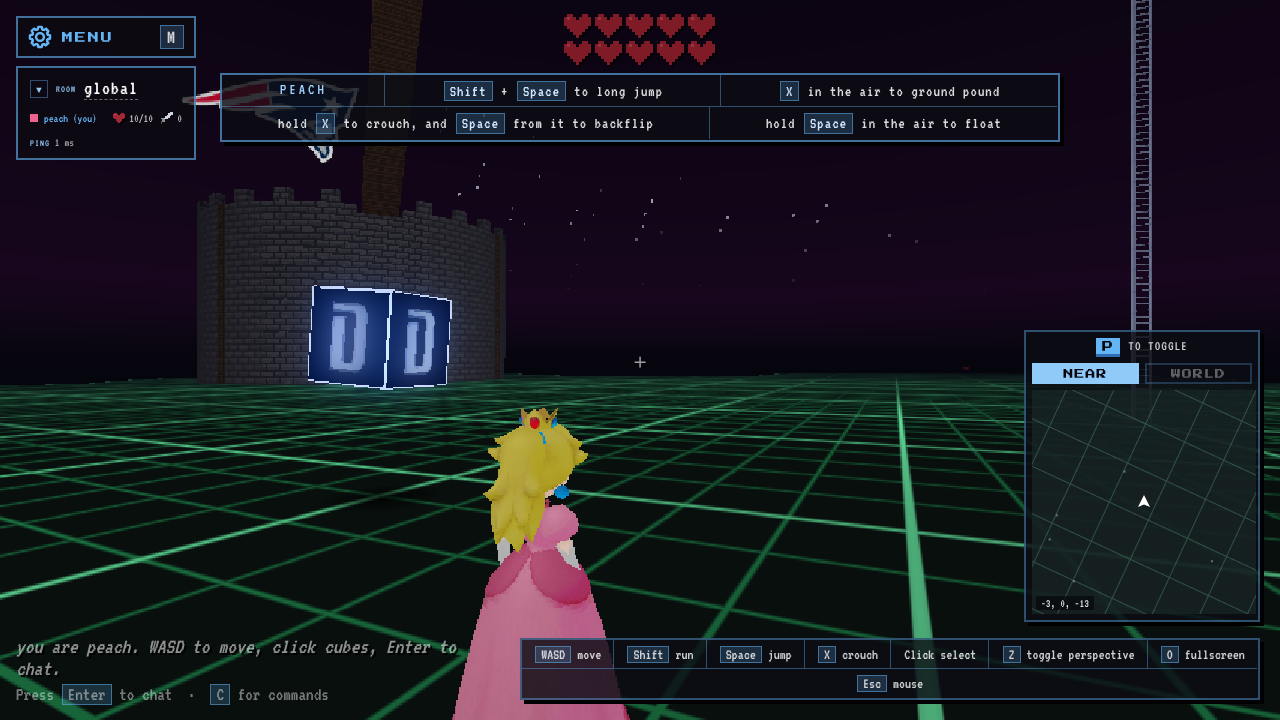 MENU M
ROOM global
peach (you) 10/10 0
PING 1 ms
PEACH Shift + Space to long jump X in the air to ground pound
hold X to crouch, and Space from it to backflip hold Space in the air to float
D D
P TO TOGGLE
NEAR WORLD
-3, 0, -13
you are peach. WASD to move, click cubes, Enter to
chat.
Press Enter to chat · C for commands
WASD move Shift run Space jump X crouch Click select Z toggle perspective O fullscreen
Esc mouse